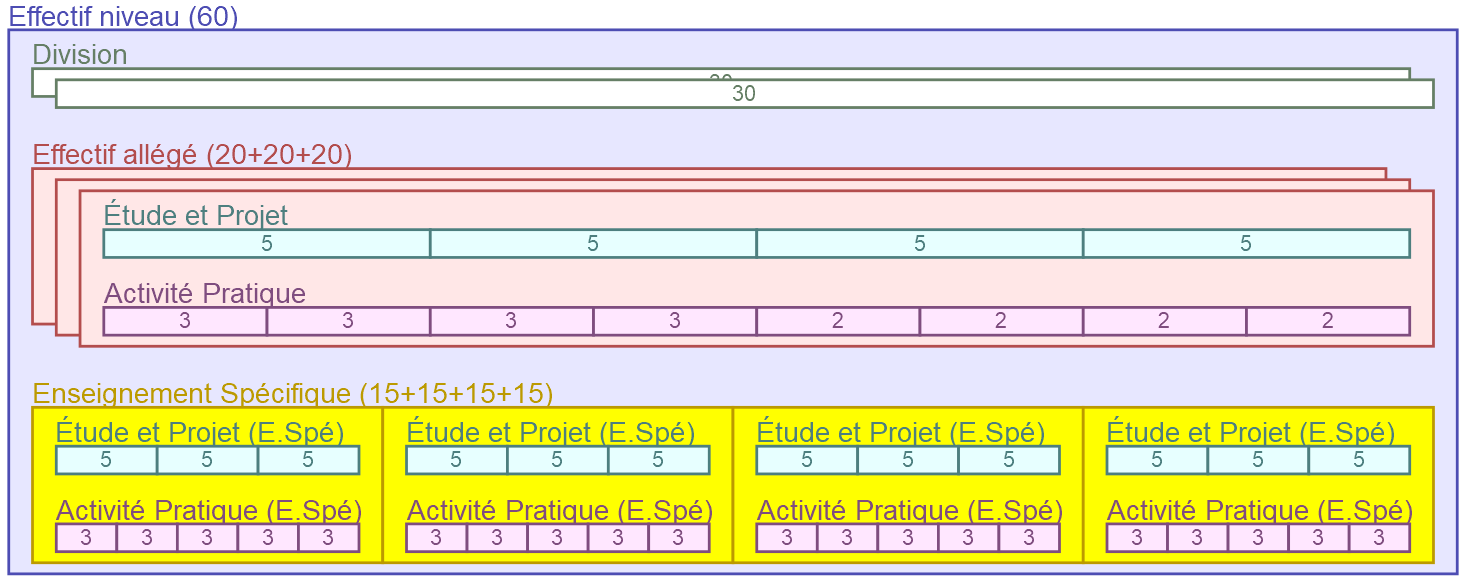 Effectif niveau (60)
Division
30
Effectif allégé (20+20+20)
Étude et Projet
5 5 5 5
Activité Pratique
3 3 3 3 2 2 2 2
Enseignement Spécifique (15+15+15+15)
Étude et Projet (E.Spé) Étude et Projet (E.Spé) Étude et Projet (E.Spé) Étude et Projet (E.Spé)
5 5 5 5 5 5 5 5 5 5 5 5
Activité Pratique (E.Spé) Activité Pratique (E.Spé) Activité Pratique (E.Spé) Activité Pratique (E.Spé)
3 3 3 3 3 3 3 3 3 3 3 3 3 3 3 3 3 3 3 3